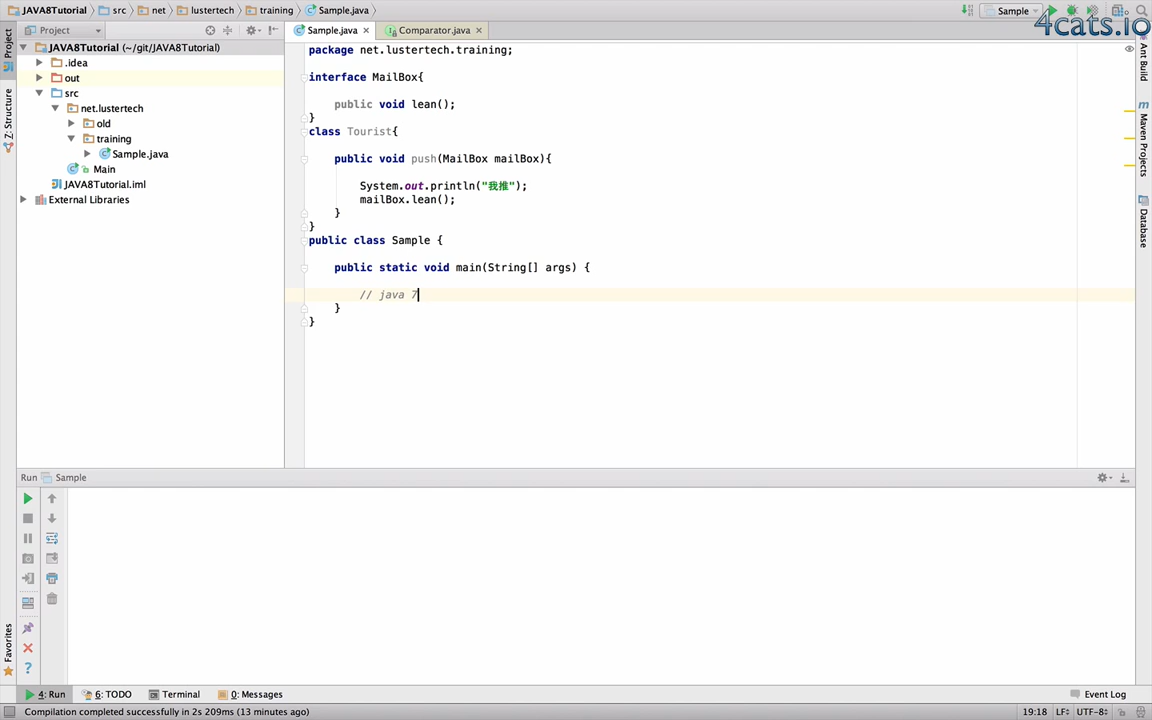 JAVA8Tutorial src net lustertech training Sample.java Sample
4cats.io
Project Sample.java Comparator.java
JAVA8Tutorial (~/git/JAVA8Tutorial)
.idea
out
src
net.lustertech
old
training
Sample.java
Main
JAVA8Tutorial.iml
External Libraries
Project
Z: Structure
Favorites
package net.lustertech.training;
interface MailBox{
public void lean();
}
class Tourist{
public void push(MailBox mailBox){
System.out.println("我推");
mailBox.lean();
}
}
public class Sample {
public static void main(String[] args) {
// java 7
}
}
Ant Build
Maven Projects
Database
Run Sample
4: Run 6: TODO Terminal 0: Messages Event Log
Compilation completed successfully in 2s 209ms (13 minutes ago) 19:18 LF UTF-8